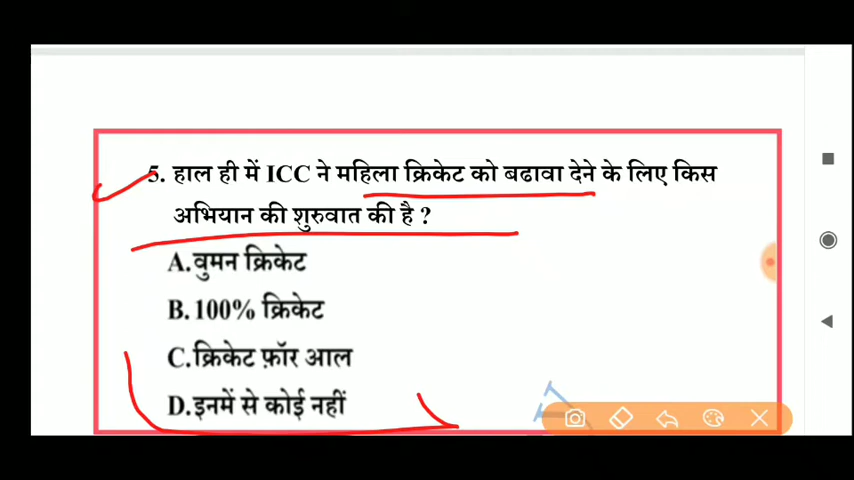 5. हाल ही में ICC ने महिला क्रिकेट को बढावा देने के लिए किस
अभियान की शुरुवात की है ?
A.वुमन क्रिकेट
B.100% क्रिकेट
C.क्रिकेट फ़ॉर आल
D.इनमें से कोई नहीं